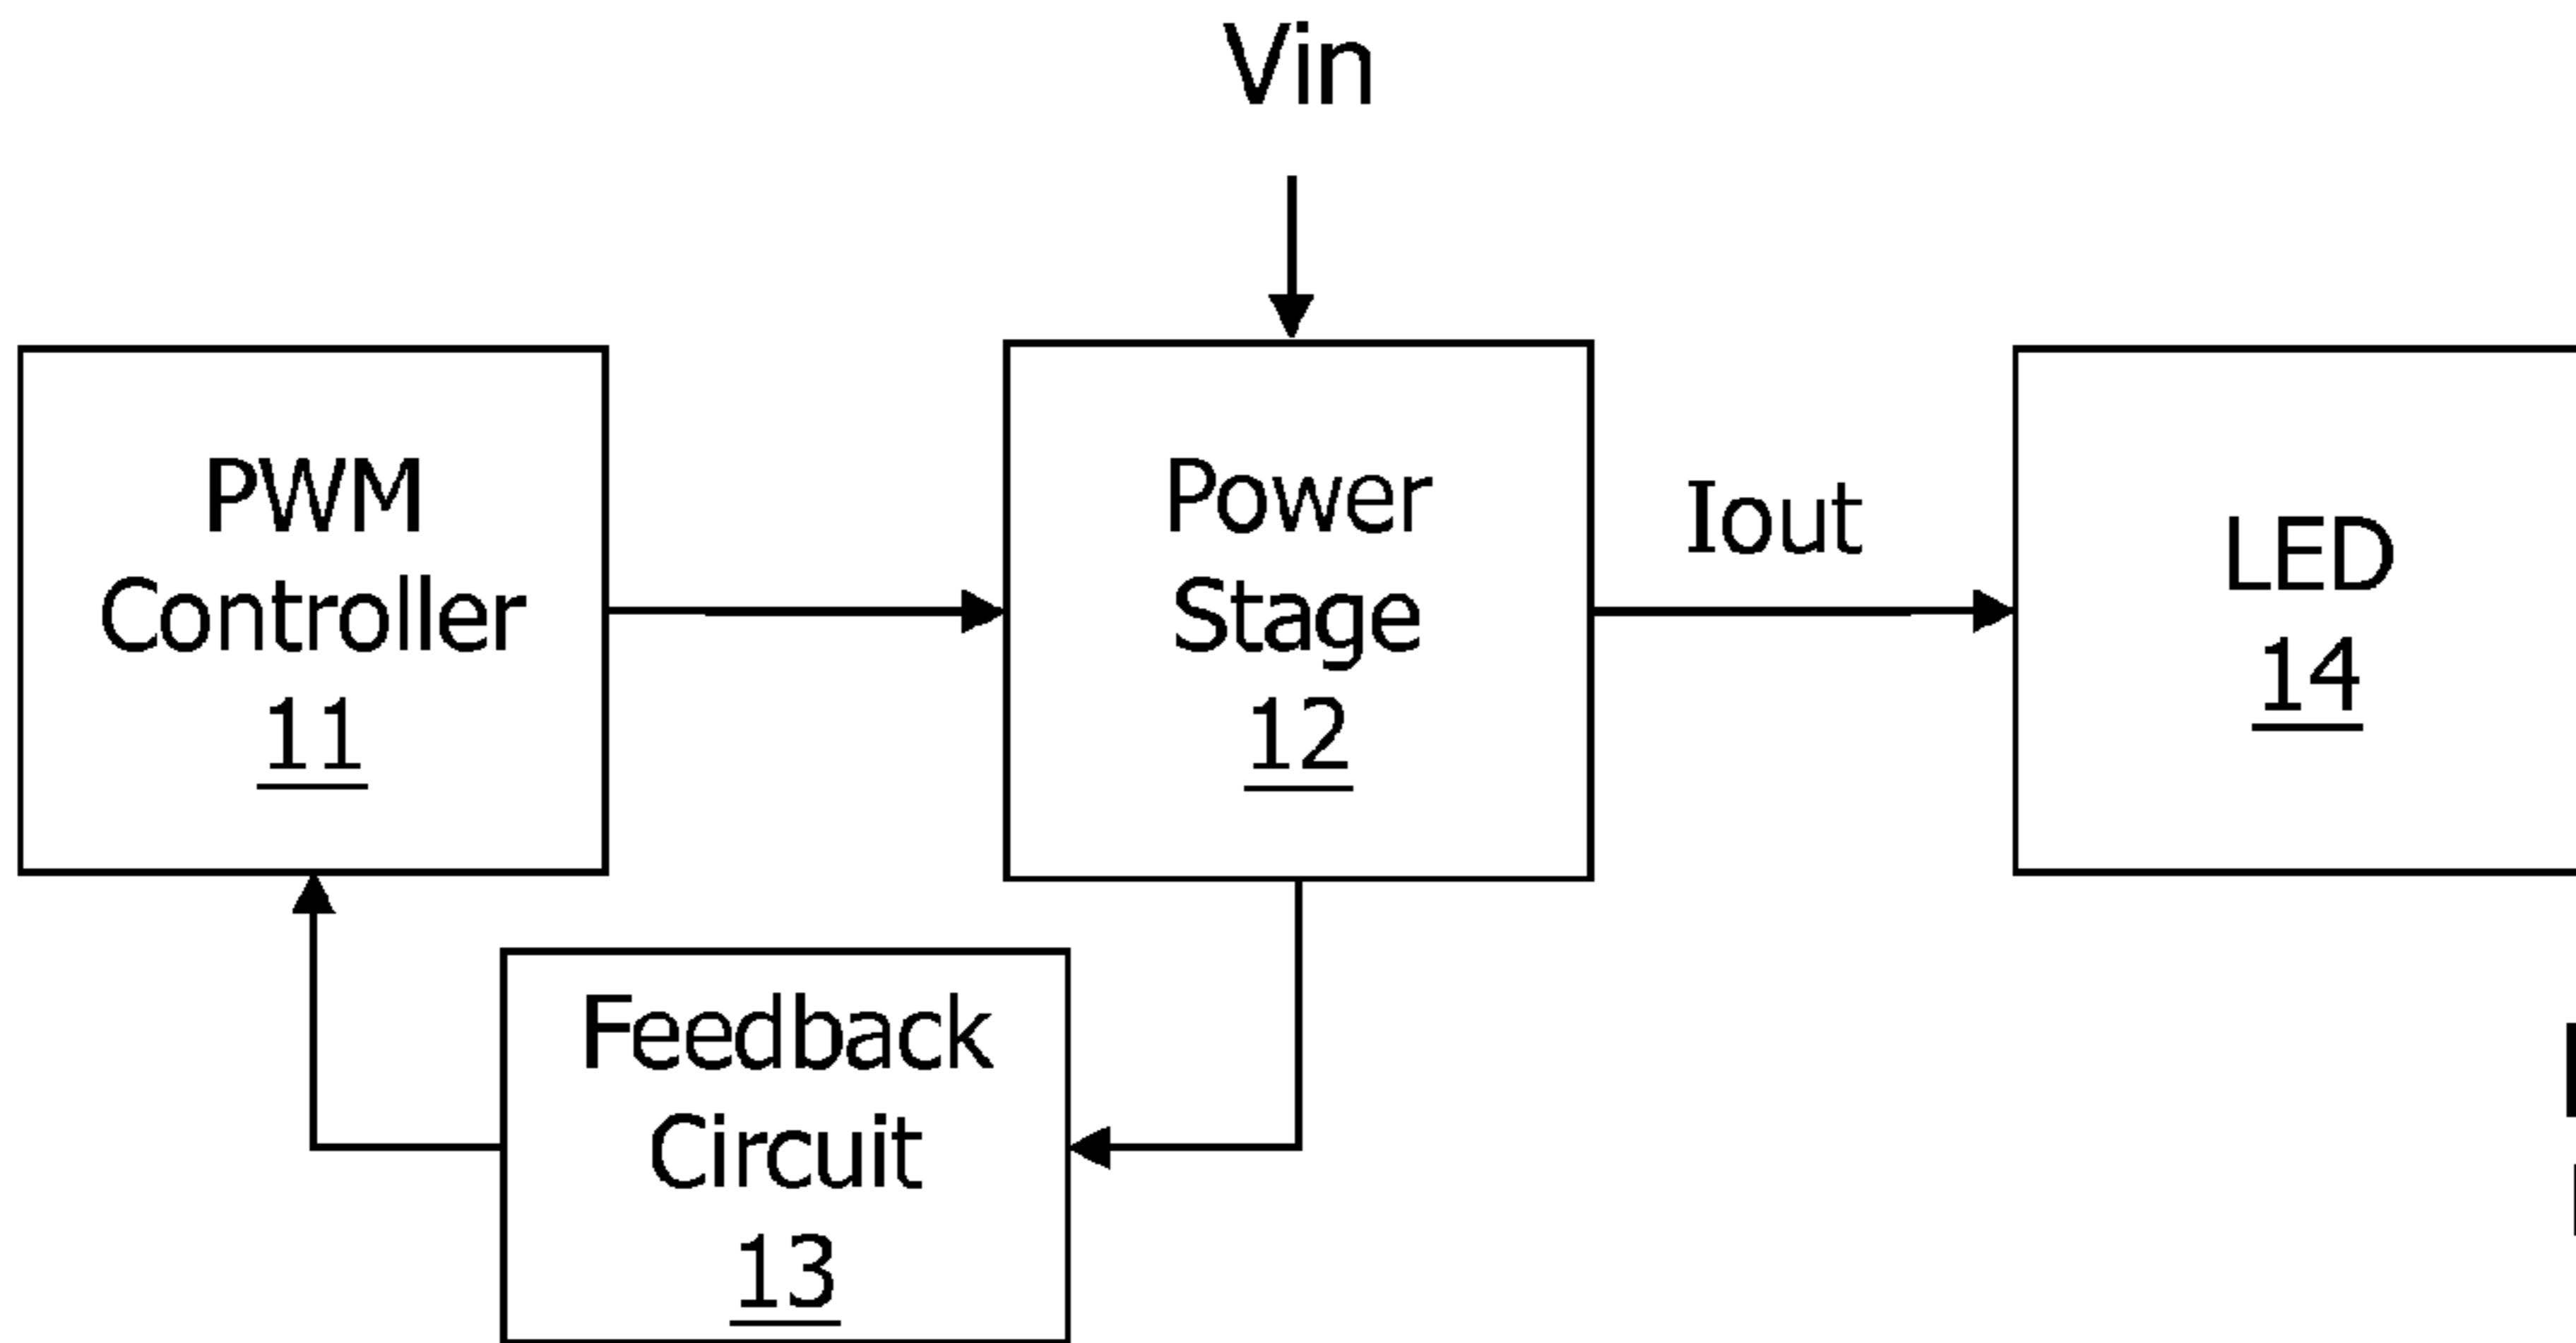 Vin
PWM
Controller
11
Power
Stage
12
Iout
LED
14
Feedback
Circuit
13